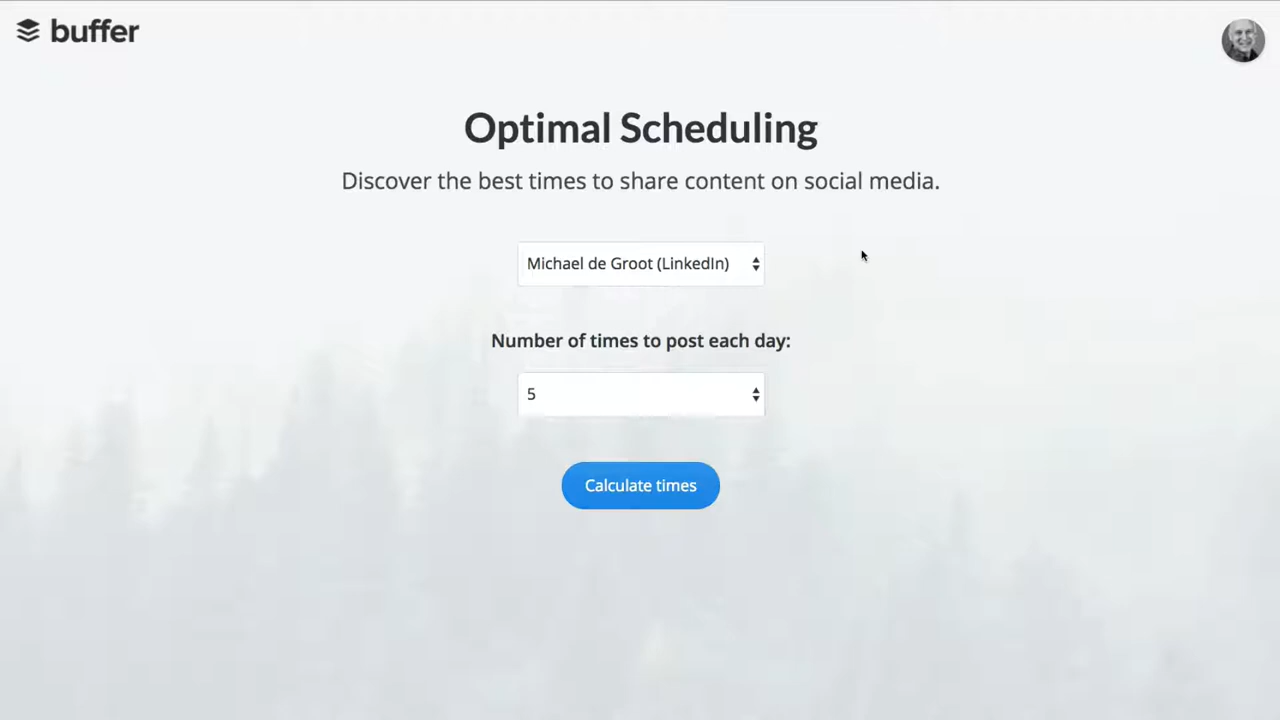 buffer
Optimal Scheduling
Discover the best times to share content on social media.
Michael de Groot (LinkedIn)
Number of times to post each day:
5
Calculate times